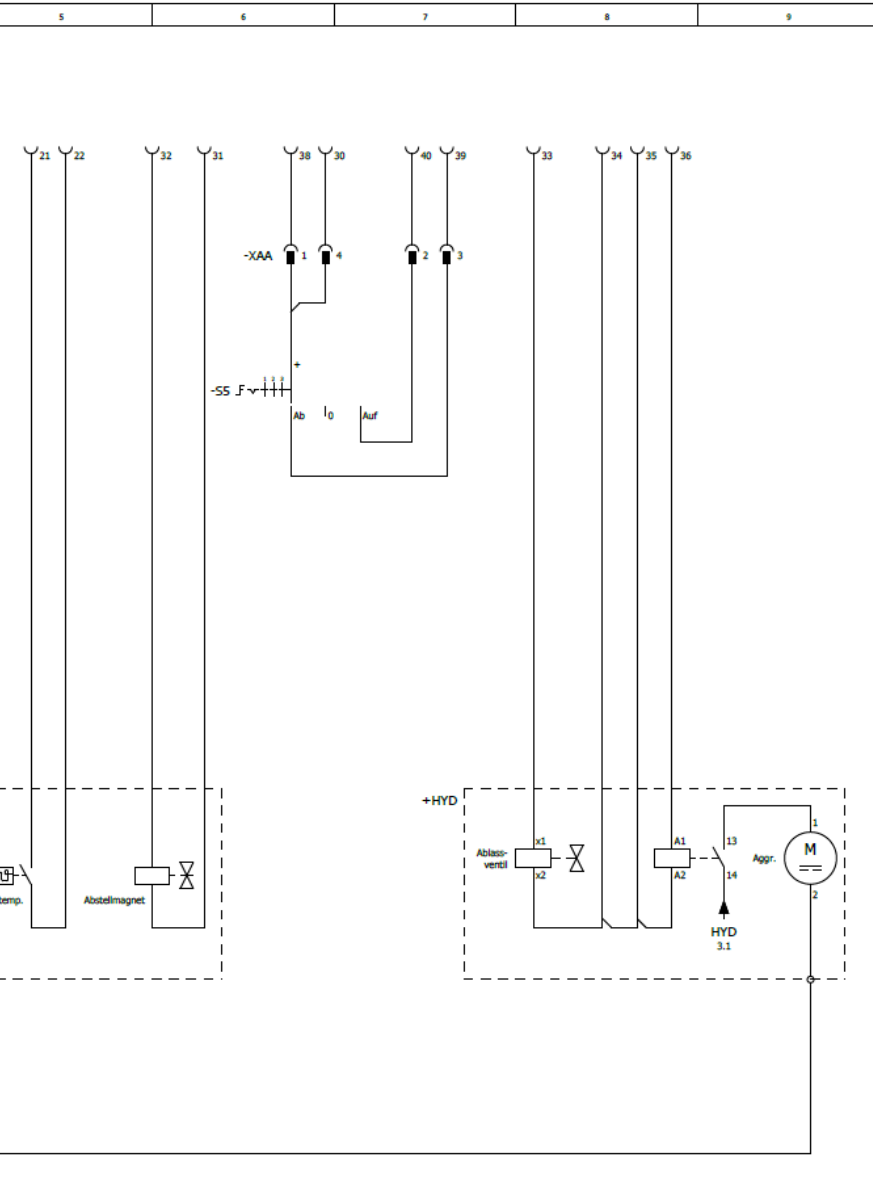 5 6 7 8 9
21 22 32 31 38 30 40 39 33 34 35 36
-XAA 1 4 2 3
+
1 2 3
-S5
Ab 0 Auf
+HYD
1
x1 A1 13 M
Ablass-
ventil
Aggr.
x2 A2 14
2
temp. Abstellmagnet
HYD
3.1